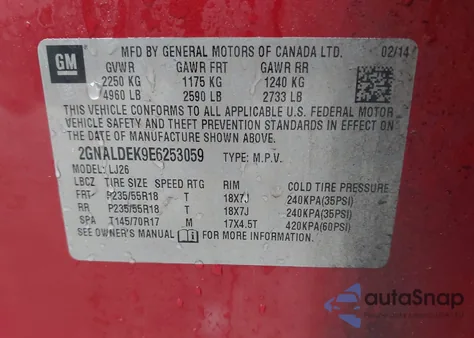 GM
MFD BY GENERAL MOTORS OF CANADA LTD. 02/14
GVWR GAWR FRT GAWR RR
2250 KG 1175 KG 1240 KG
4960 LB 2590 LB 2733 LB
THIS VEHICLE CONFORMS TO ALL APPLICABLE U.S. FEDERAL MOTOR
VEHICLE SAFETY AND THEFT PREVENTION STANDARDS IN EFFECT ON
THE DATE OF MANUFACTURE SHOWN ABOVE.
2GNALDEK9E6253059 TYPE: M.P.V.
MODEL: LJ26
LBCZ TIRE SIZE SPEED RTG RIM COLD TIRE PRESSURE
FRT P235/55R18 T 18X7J 240KPA(35PSI)
RR P235/55R18 T 18X7J 240KPA(35PSI)
SPA T145/70R17 M 17X4.5T 420KPA(60PSI)
SEE OWNER'S MANUAL FOR MORE INFORMATION.
autoSnap